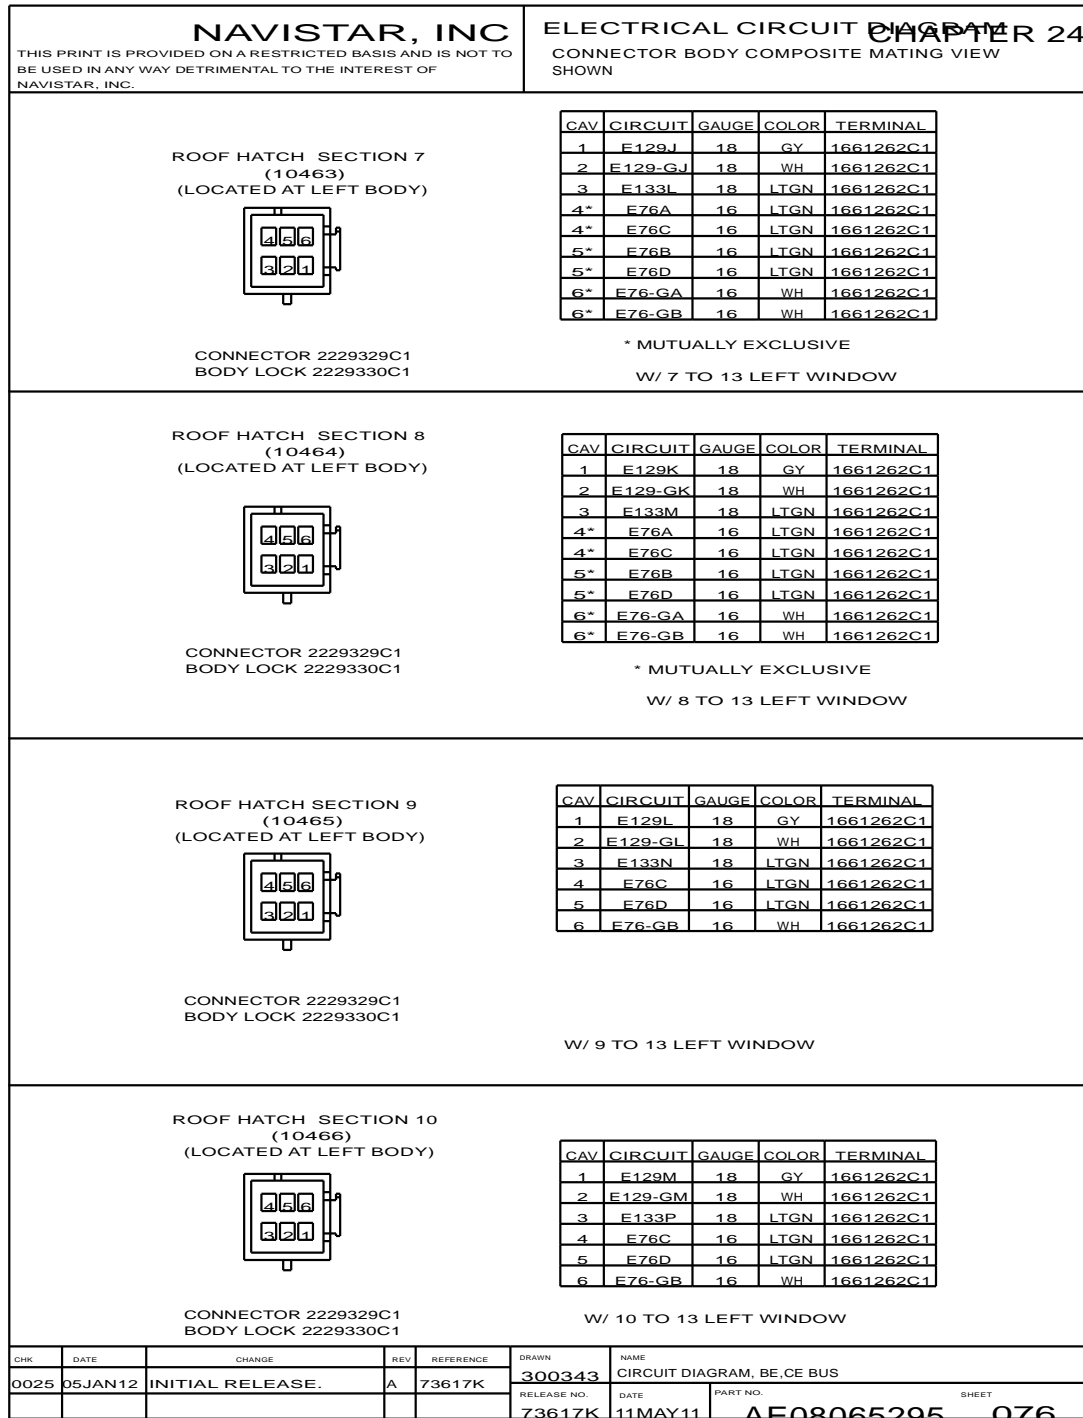 NAVISTAR, INC
THIS PRINT IS PROVIDED ON A RESTRICTED BASIS AND IS NOT TO
BE USED IN ANY WAY DETRIMENTAL TO THE INTEREST OF
NAVISTAR, INC.
ELECTRICAL CIRCUIT DIAGRAM
CHAPTER 24
CONNECTOR BODY COMPOSITE MATING VIEW
SHOWN
ROOF HATCH SECTION 7
(10463)
(LOCATED AT LEFT BODY)
4 5 6
3 2 1
CONNECTOR 2229329C1
BODY LOCK 2229330C1
CAV CIRCUIT GAUGE COLOR TERMINAL
1 E129J 18 GY 1661262C1
2 E129-GJ 18 WH 1661262C1
3 E133L 18 LTGN 1661262C1
4* E76A 16 LTGN 1661262C1
4* E76C 16 LTGN 1661262C1
5* E76B 16 LTGN 1661262C1
5* E76D 16 LTGN 1661262C1
6* E76-GA 16 WH 1661262C1
6* E76-GB 16 WH 1661262C1
* MUTUALLY EXCLUSIVE
W/ 7 TO 13 LEFT WINDOW
ROOF HATCH SECTION 8
(10464)
(LOCATED AT LEFT BODY)
4 5 6
3 2 1
CONNECTOR 2229329C1
BODY LOCK 2229330C1
CAV CIRCUIT GAUGE COLOR TERMINAL
1 E129K 18 GY 1661262C1
2 E129-GK 18 WH 1661262C1
3 E133M 18 LTGN 1661262C1
4* E76A 16 LTGN 1661262C1
4* E76C 16 LTGN 1661262C1
5* E76B 16 LTGN 1661262C1
5* E76D 16 LTGN 1661262C1
6* E76-GA 16 WH 1661262C1
6* E76-GB 16 WH 1661262C1
* MUTUALLY EXCLUSIVE
W/ 8 TO 13 LEFT WINDOW
ROOF HATCH SECTION 9
(10465)
(LOCATED AT LEFT BODY)
4 5 6
3 2 1
CONNECTOR 2229329C1
BODY LOCK 2229330C1
CAV CIRCUIT GAUGE COLOR TERMINAL
1 E129L 18 GY 1661262C1
2 E129-GL 18 WH 1661262C1
3 E133N 18 LTGN 1661262C1
4 E76C 16 LTGN 1661262C1
5 E76D 16 LTGN 1661262C1
6 E76-GB 16 WH 1661262C1
W/ 9 TO 13 LEFT WINDOW
ROOF HATCH SECTION 10
(10466)
(LOCATED AT LEFT BODY)
4 5 6
3 2 1
CONNECTOR 2229329C1
BODY LOCK 2229330C1
CAV CIRCUIT GAUGE COLOR TERMINAL
1 E129M 18 GY 1661262C1
2 E129-GM 18 WH 1661262C1
3 E133P 18 LTGN 1661262C1
4 E76C 16 LTGN 1661262C1
5 E76D 16 LTGN 1661262C1
6 E76-GB 16 WH 1661262C1
W/ 10 TO 13 LEFT WINDOW
CHK DATE CHANGE REV REFERENCE
0025 05JAN12 INITIAL RELEASE. A 73617K
DRAWN
300343
NAME
CIRCUIT DIAGRAM, BE,CE BUS
RELEASE NO.
73617K
DATE
11MAY11
PART NO.
AE08065295
SHEET
076